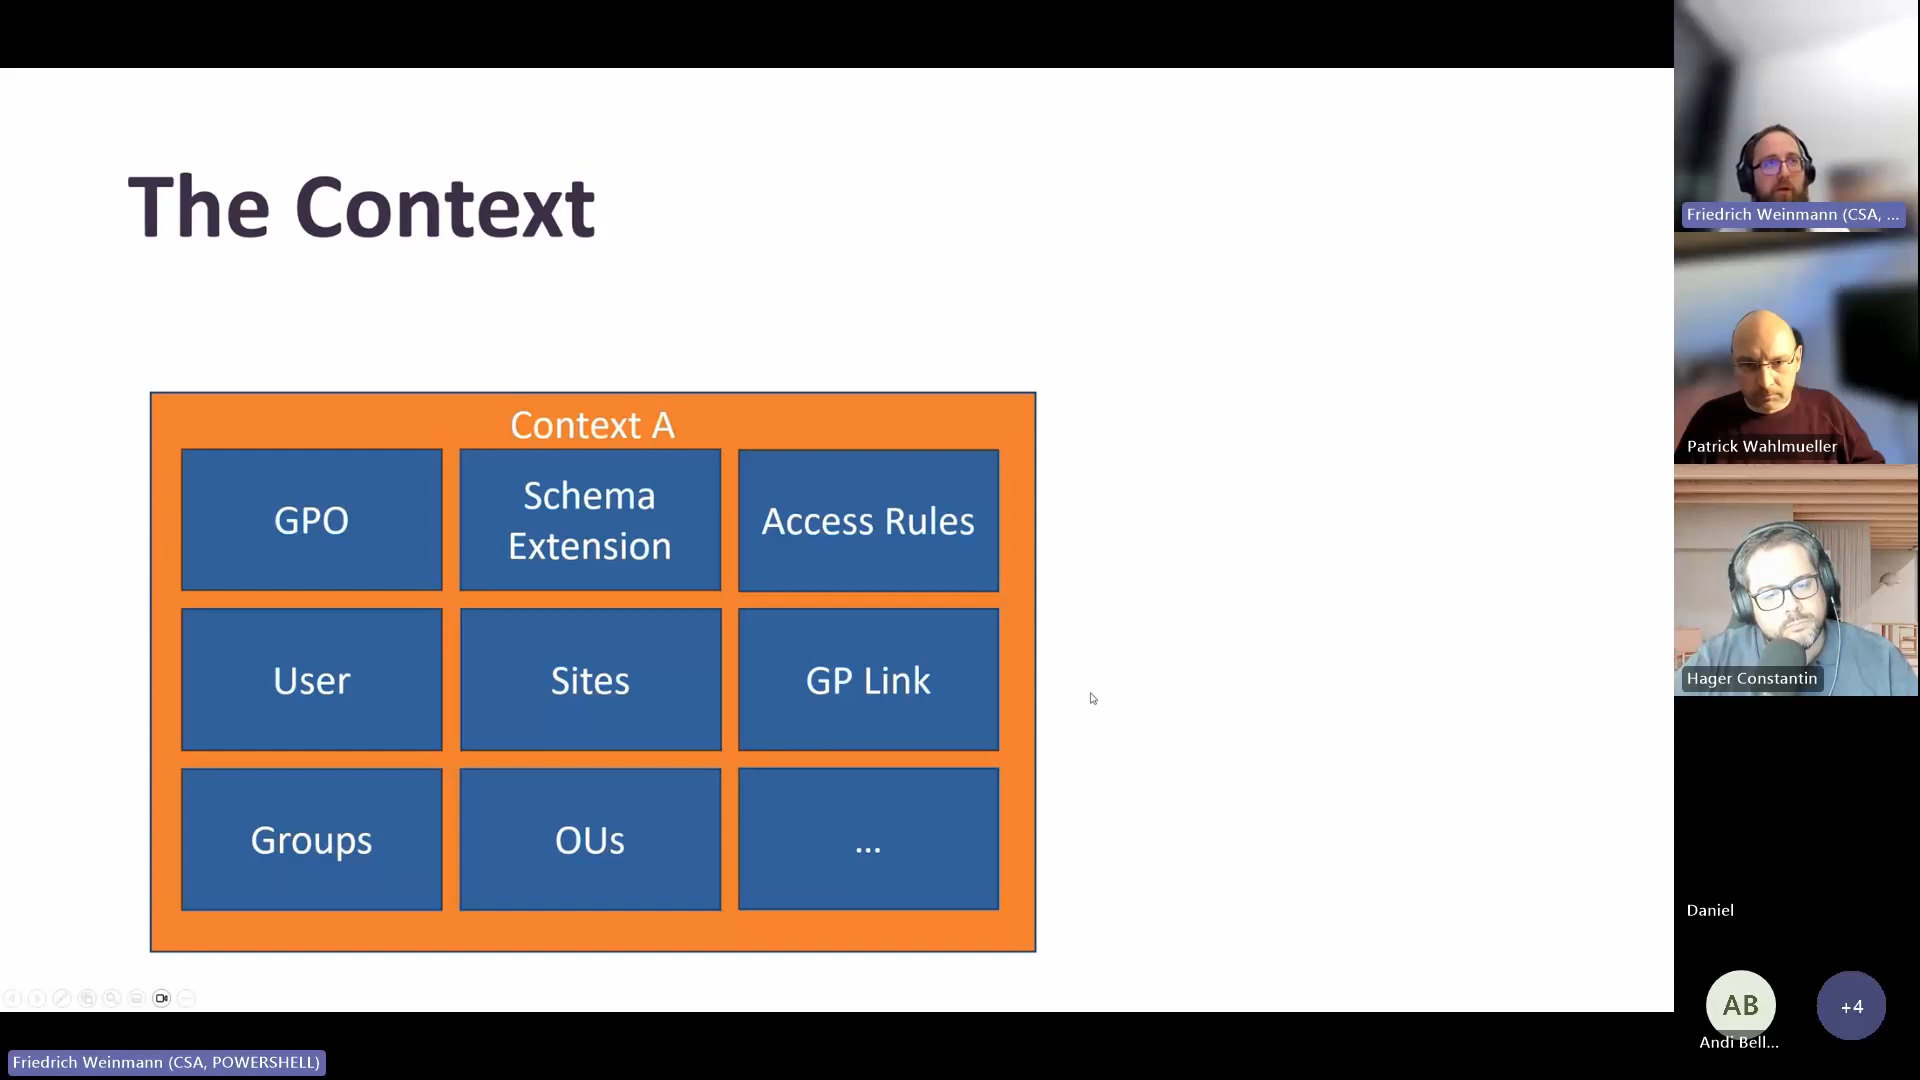 The Context
Context A
GPO
Schema
Extension
Access Rules
User
Sites
GP Link
Groups
OUs
...
Friedrich Weinmann (CSA, POWERSHELL)
Friedrich Weinmann (CSA, ...
Patrick Wahlmueller
Hager Constantin
Daniel
AB
Andi Bell...
+4